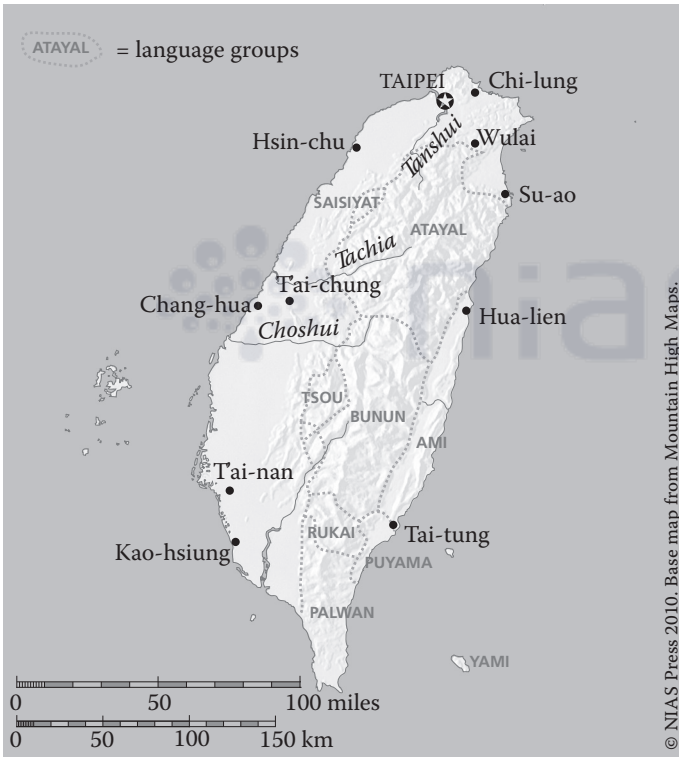 ATAYAL = language groups
TAIPEI
Chi-lung
Hsin-chu
Tanshui
Wulai
Su-ao
SAISIYAT
ATAYAL
Tachia
T'ai-chung
Chang-hua
Choshui
Hua-lien
nias
TSOU
BUNUN
AMI
T'ai-nan
RUKAI
Tai-tung
Kao-hsiung
PUYAMA
PALWAN
YAMI
0 50 100 miles
0 50 100 150 km
© NIAS Press 2010. Base map from Mountain High Maps.